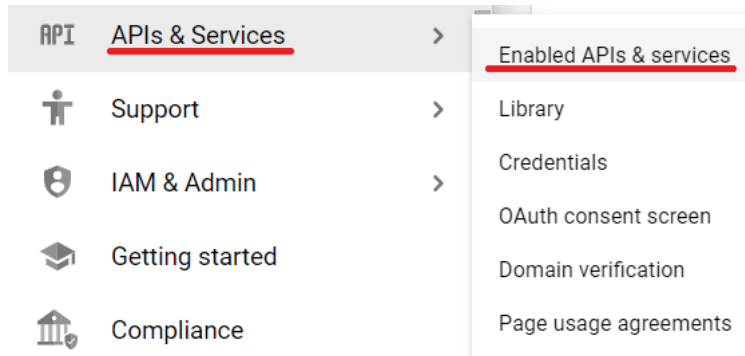 API APIs & Services
Support
IAM & Admin
Getting started
Compliance
Enabled APIs & services
Library
Credentials
OAuth consent screen
Domain verification
Page usage agreements